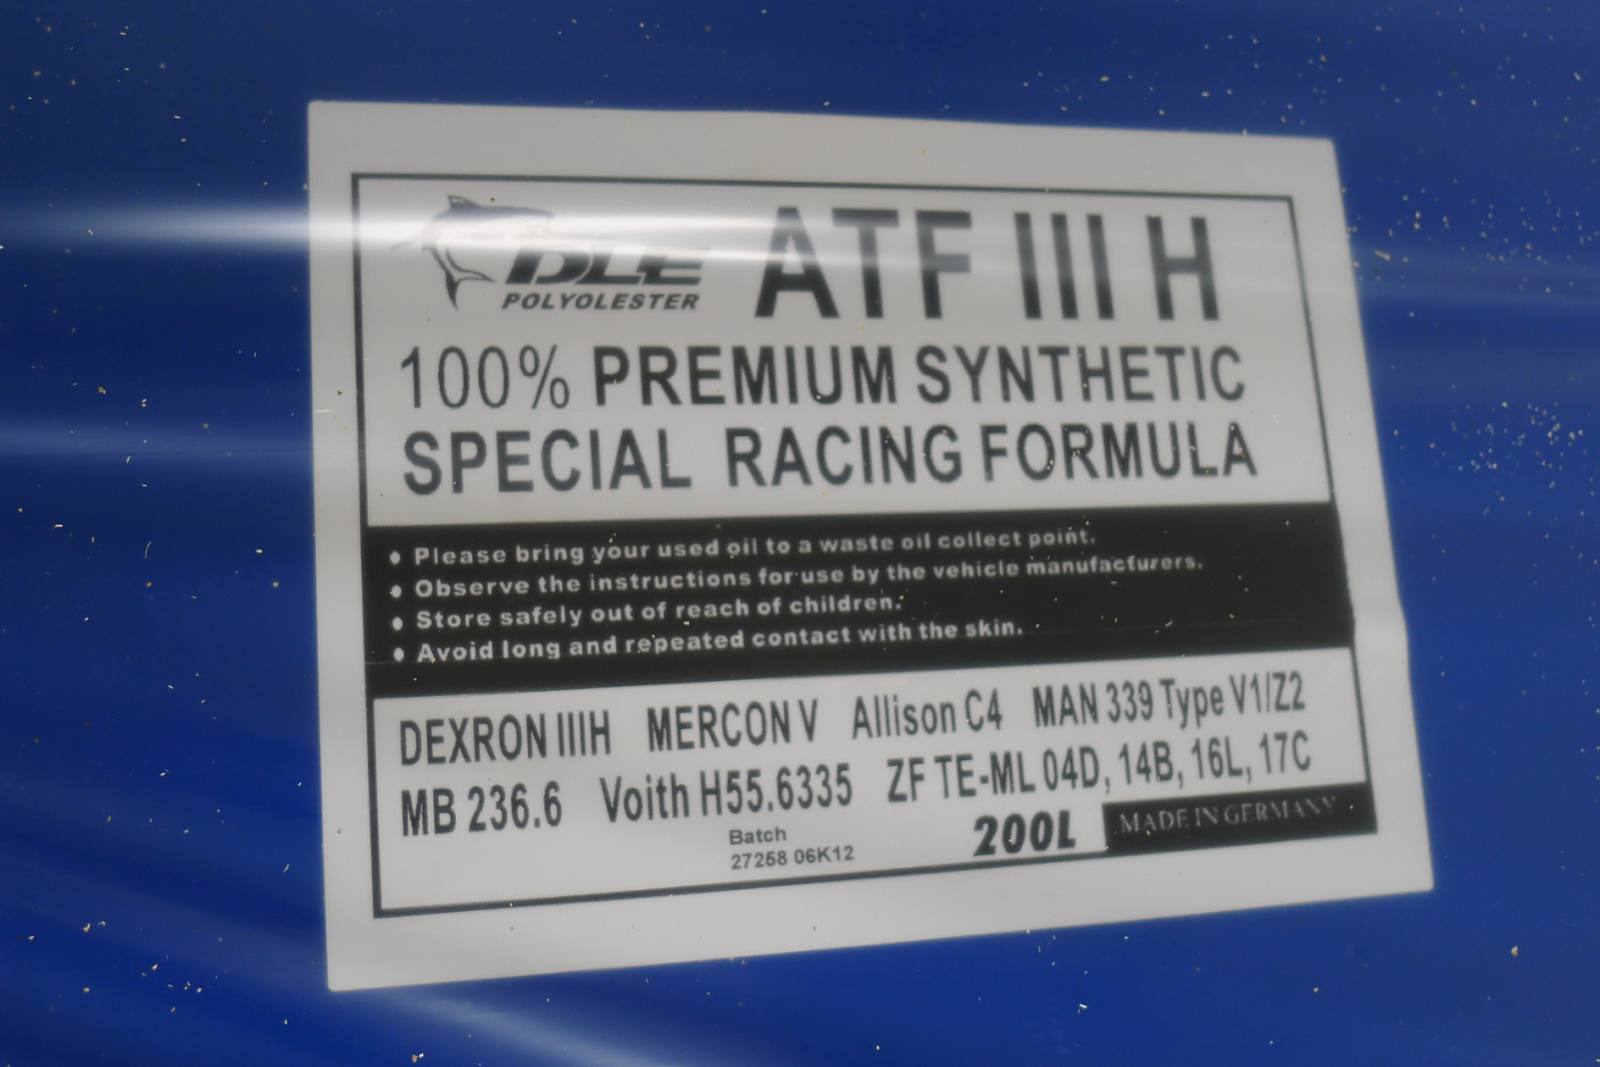 DLE ATF III H
POLYOLESTER
100% PREMIUM SYNTHETIC
SPECIAL RACING FORMULA
• Please bring your used oil to a waste oil collect point.
• Observe the instructions for use by the vehicle manufacturers.
• Store safely out of reach of children.
• Avoid long and repeated contact with the skin.
DEXRON IIIH MERCON V Allison C4 MAN 339 Type V1/Z2
MB 236.6 Voith H55.6335 ZF TE-ML 04D, 14B, 16L, 17C
Batch
27258 06K12
200L MADE IN GERMANY